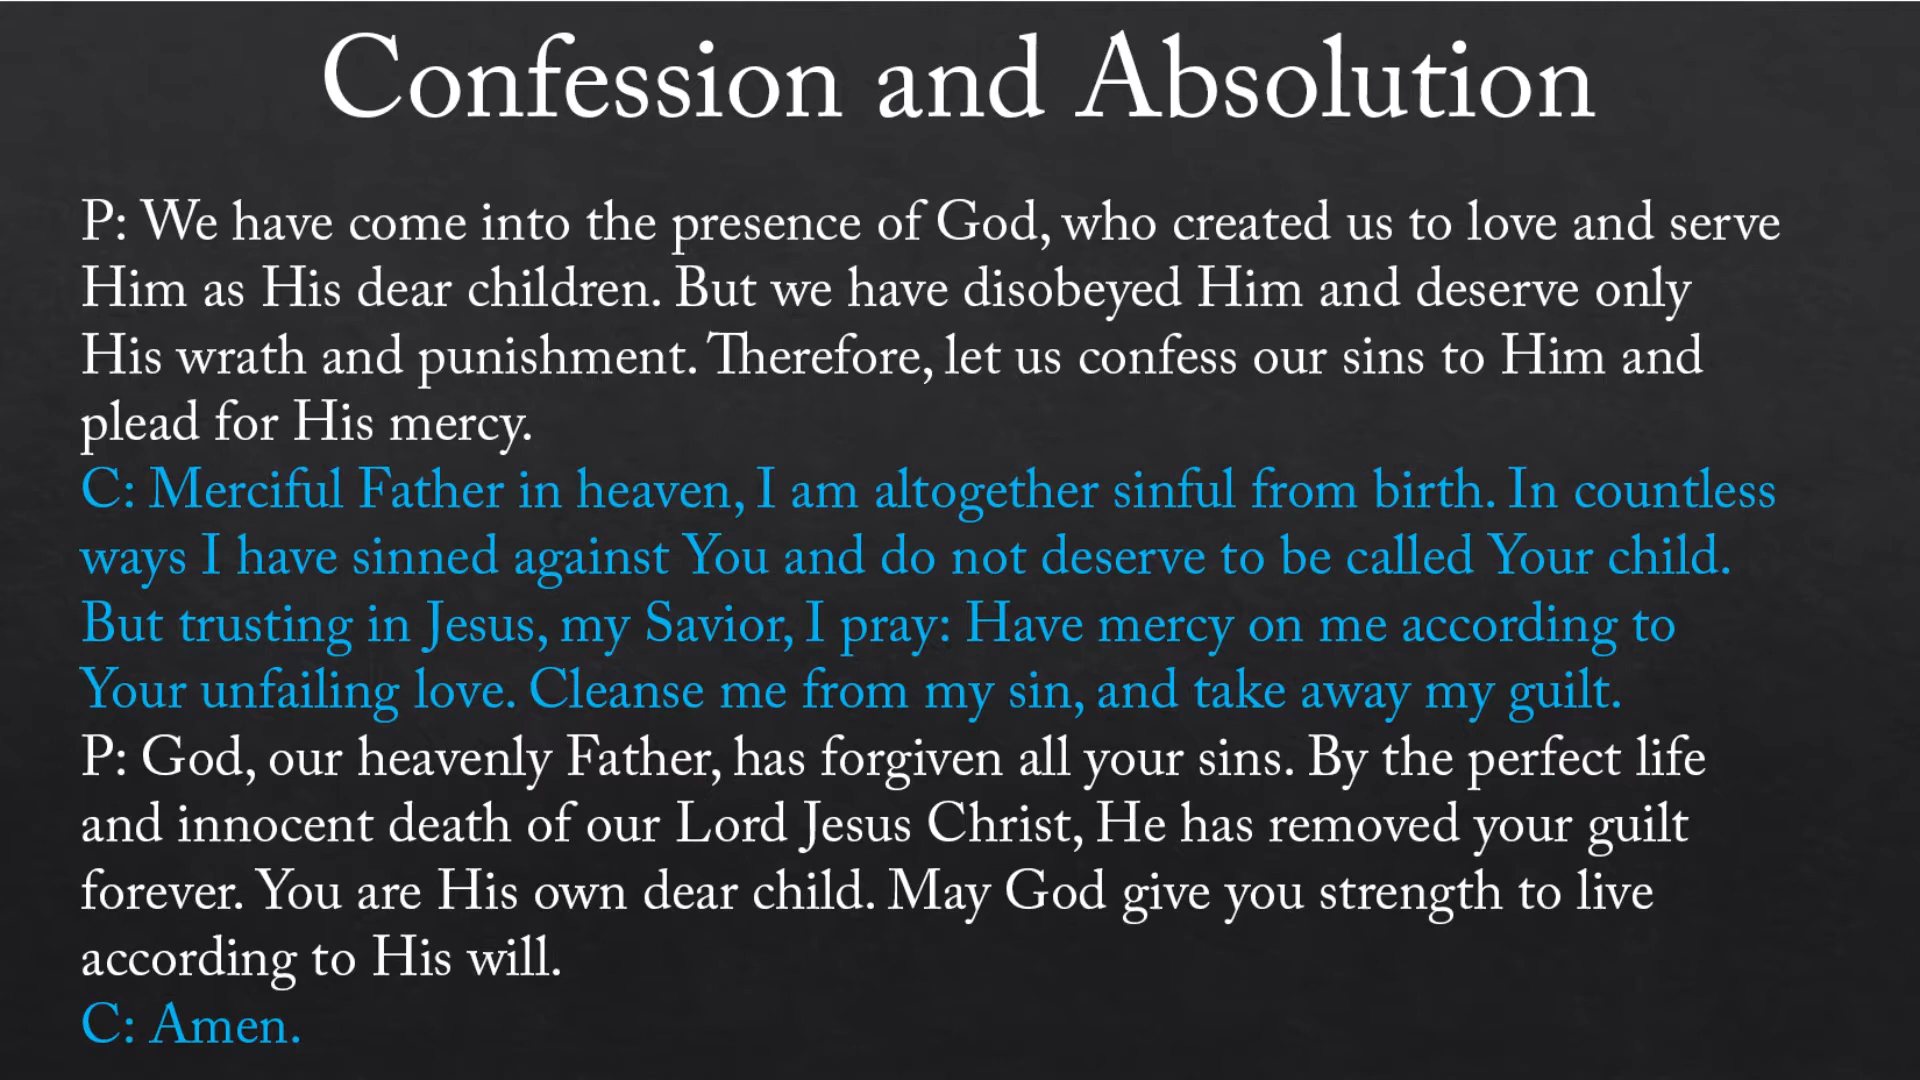 Confession and Absolution
P: We have come into the presence of God, who created us to love and serve
Him as His dear children. But we have disobeyed Him and deserve only
His wrath and punishment. Therefore, let us confess our sins to Him and
plead for His mercy.
C: Merciful Father in heaven, I am altogether sinful from birth. In countless
ways I have sinned against You and do not deserve to be called Your child.
But trusting in Jesus, my Savior, I pray: Have mercy on me according to
Your unfailing love. Cleanse me from my sin, and take away my guilt.
P: God, our heavenly Father, has forgiven all your sins. By the perfect life
and innocent death of our Lord Jesus Christ, He has removed your guilt
forever. You are His own dear child. May God give you strength to live
according to His will.
C: Amen.